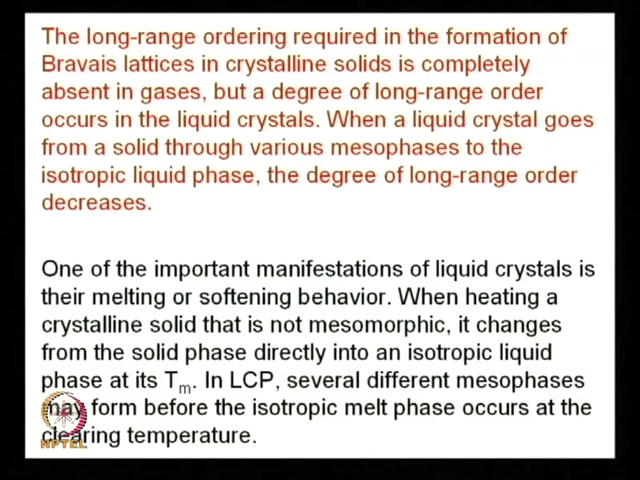 The long-range ordering required in the formation of
Bravais lattices in crystalline solids is completely
absent in gases, but a degree of long-range order
occurs in the liquid crystals. When a liquid crystal goes
from a solid through various mesophases to the
isotropic liquid phase, the degree of long-range order
decreases.
One of the important manifestations of liquid crystals is
their melting or softening behavior. When heating a
crystalline solid that is not mesomorphic, it changes
from the solid phase directly into an isotropic liquid
phase at its Tm. In LCP, several different mesophases
may form before the isotropic melt phase occurs at the
clearing temperature.
NPTEL